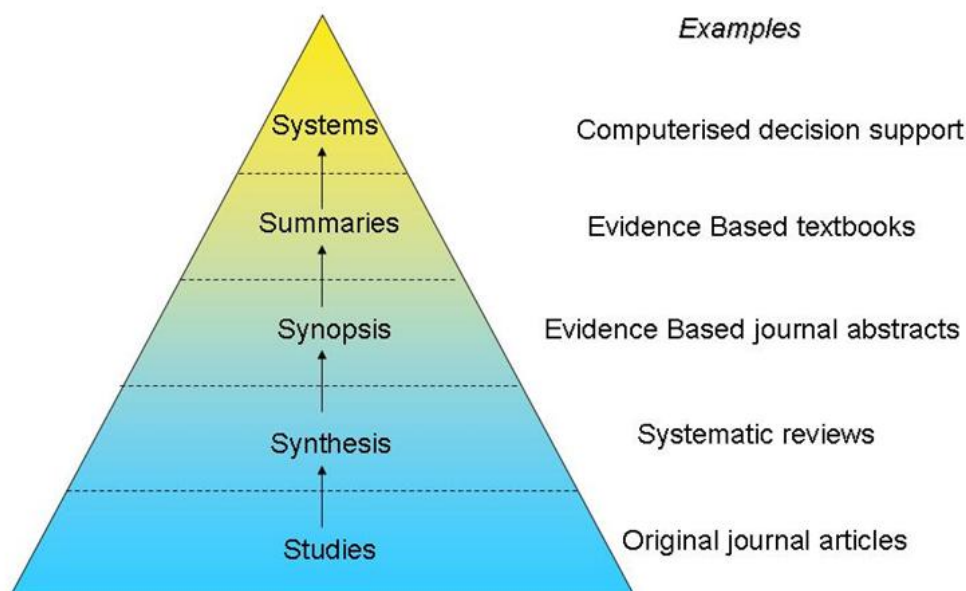 Examples
Systems
Computerised decision support
Summaries
Evidence Based textbooks
Synopsis
Evidence Based journal abstracts
Synthesis
Systematic reviews
Studies
Original journal articles